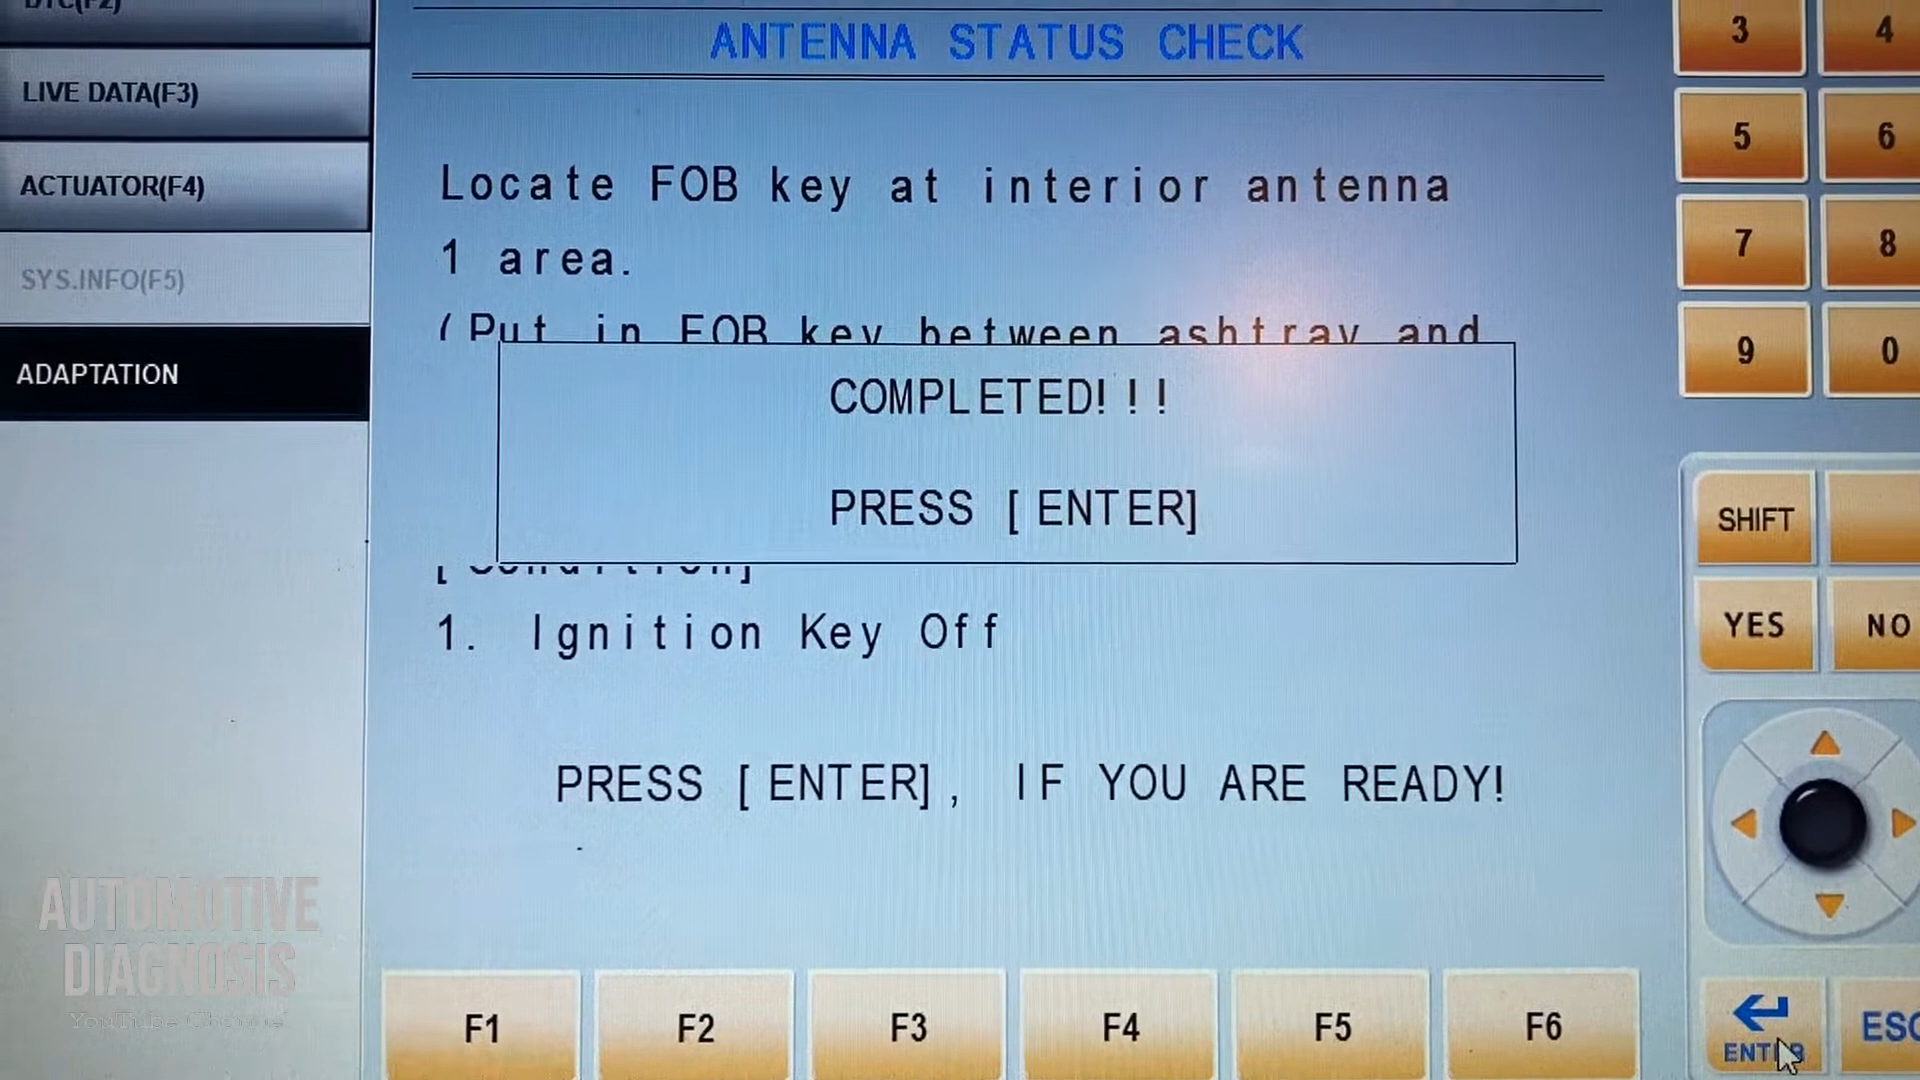 DTC(F2)
LIVE DATA(F3)
ACTUATOR(F4)
SYS.INFO(F5)
ADAPTATION
ANTENNA STATUS CHECK
Locate FOB key at interior antenna
1 area.
(Put in FOB key between ashtray and
COMPLETED!!!
PRESS [ENTER]
[Condition]
1. Ignition Key Off
PRESS [ENTER], IF YOU ARE READY!
3 4
5 6
7 8
9 0
SHIFT
YES NO
ENTER ESC
F1 F2 F3 F4 F5 F6
AUTOMOTIVE
DIAGNOSIS
YouTube Channel